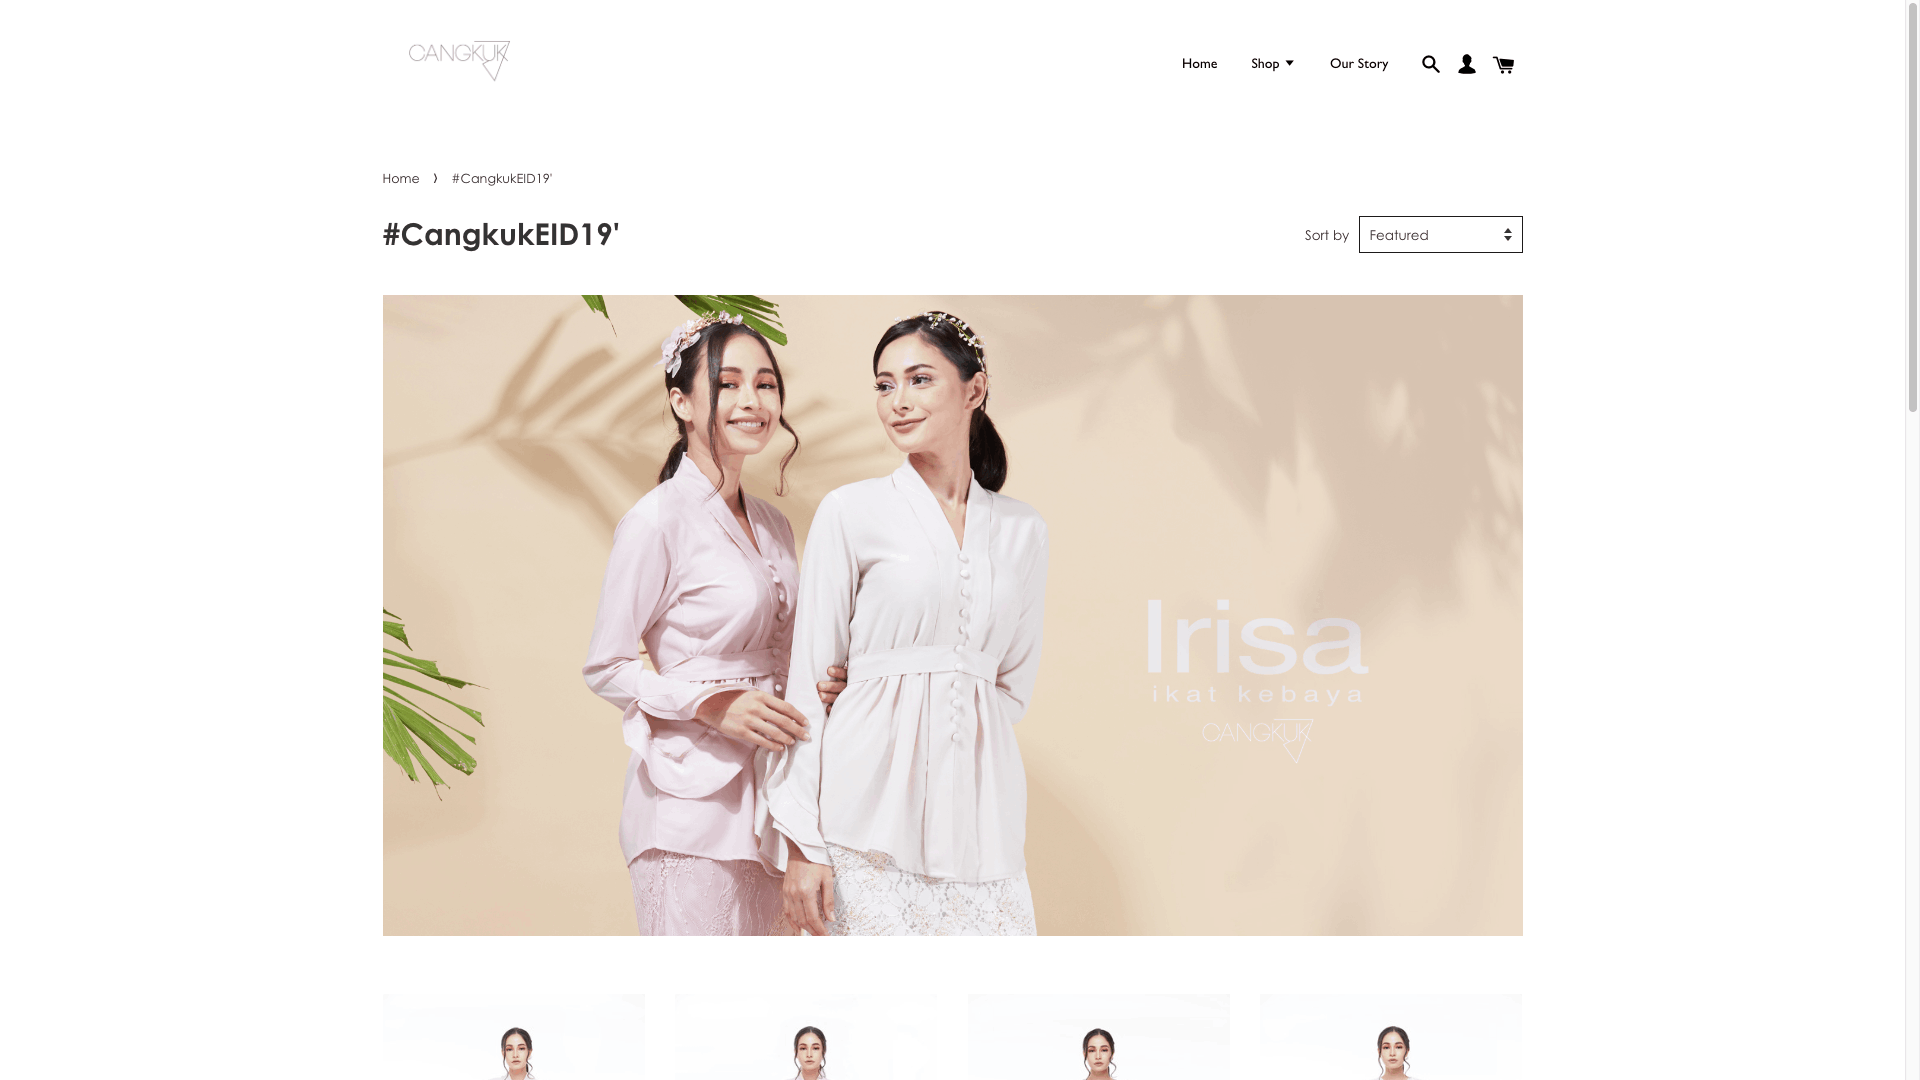 CANGKUK
Home
Shop
Our Story
Home
#CangkukEID19'
#CangkukEID19'
Sort by
Featured
Irisa
ikat kebaya
CANGKUK